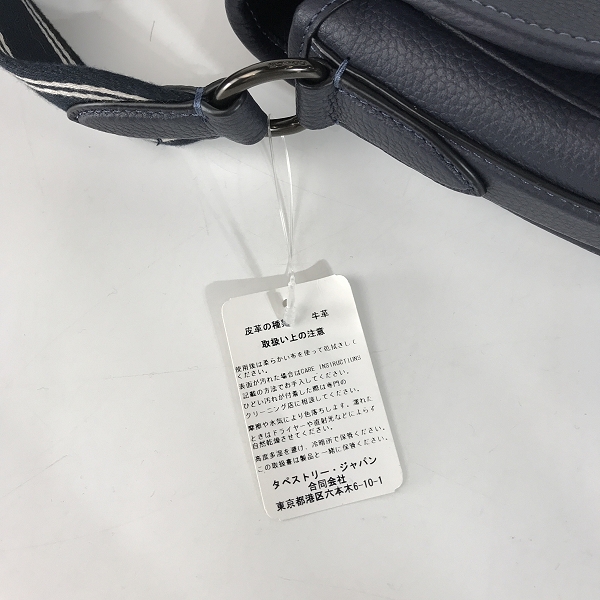 皮革の種類 牛革
取扱い上の注意
使用後は柔らかい布を使って乾拭きして
ください。
表面が汚れた場合はCARE INSTRUCTIONS
記載の方法でお手入してください。
ひどい汚れが付着した際は専門の
クリーニング店に相談してください。
摩擦や水気により色落ちします。濡れた
ときはドライヤーや直射光などによらず
自然乾燥させてください。
高度多湿を避け、冷暗所で保管ください。
この取扱書は製品と一緒に保管ください。
タペストリー・ジャパン
合同会社
東京都港区六本木6-10-1